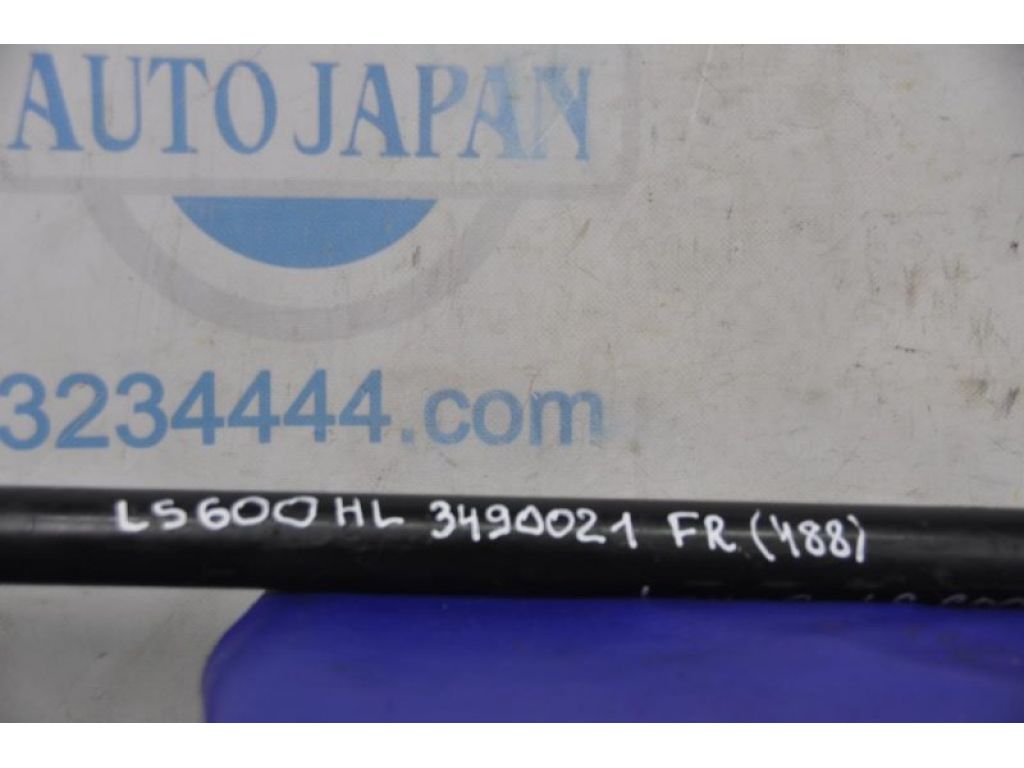 AUTO JAPAN
3234444.com
LS600HL 3490021 FR (488)